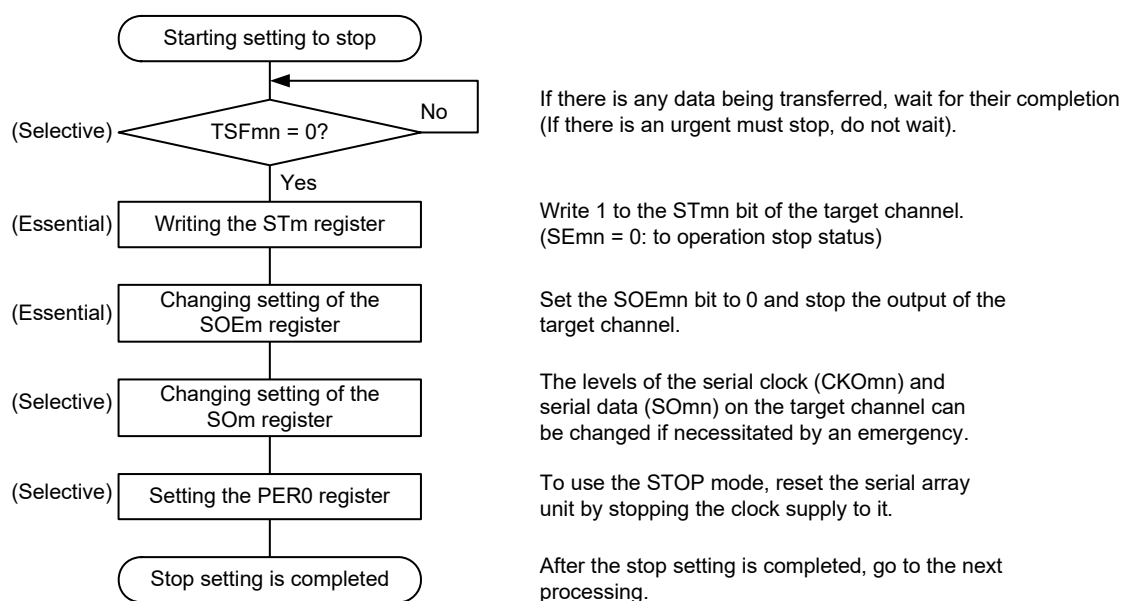 Starting setting to stop
(Selective)
TSFmn = 0?
No
If there is any data being transferred, wait for their completion
(If there is an urgent must stop, do not wait).
Yes
(Essential)
Writing the STm register
Write 1 to the STmn bit of the target channel.
(SEmn = 0: to operation stop status)
(Essential)
Changing setting of the
SOEm register
Set the SOEmn bit to 0 and stop the output of the
target channel.
(Selective)
Changing setting of the
SOm register
The levels of the serial clock (CKOmn) and
serial data (SOmn) on the target channel can
be changed if necessitated by an emergency.
(Selective)
Setting the PER0 register
To use the STOP mode, reset the serial array
unit by stopping the clock supply to it.
Stop setting is completed
After the stop setting is completed, go to the next
processing.